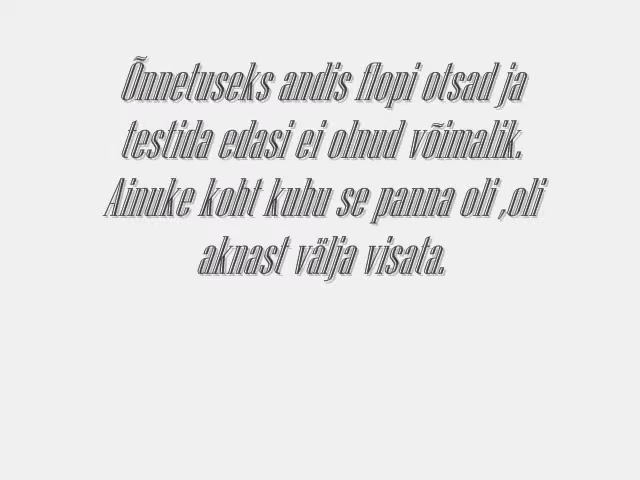 Õnnetuseks andis flopi otsad ja
testida edasi ei olnud võimalik.
Ainuke koht kuhu se panna oli ,oli
aknast välja visata.